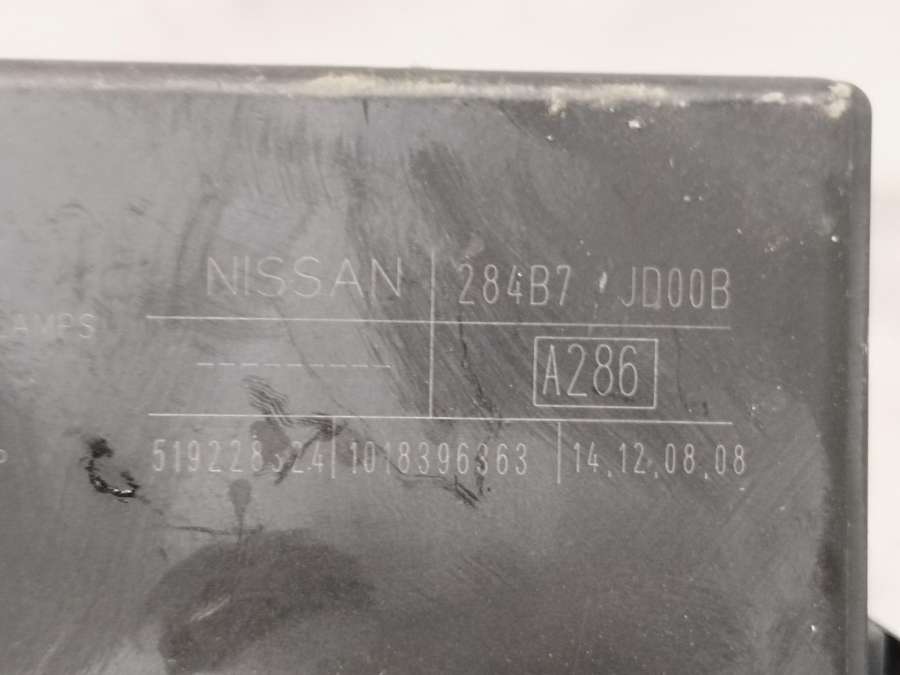 NISSAN 284B7 JD00B
AMPS
A286
519228324 1018396363 14.12.08.08